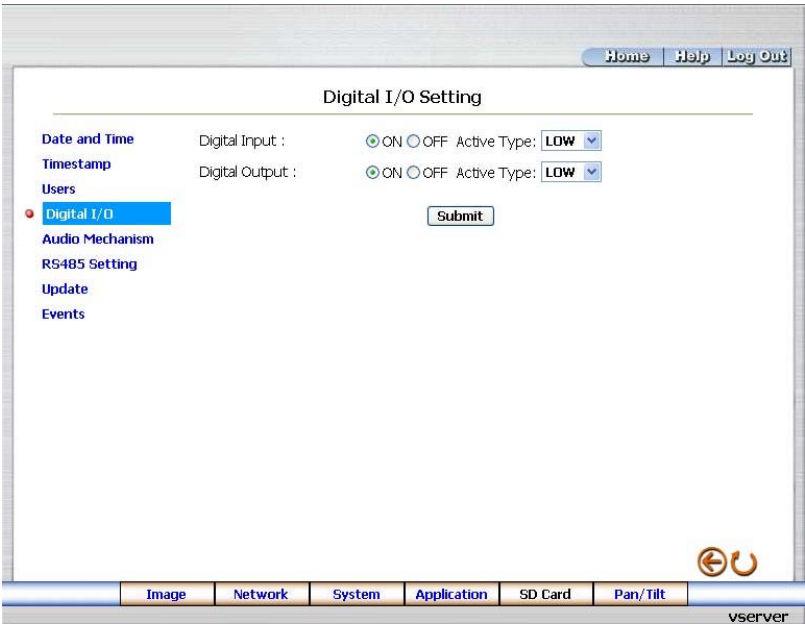 Home Help Log Out
Digital I/O Setting
Date and Time
Timestamp
Users
Digital I/O
Audio Mechanism
RS485 Setting
Update
Events
Digital Input : ON OFF Active Type: LOW
Digital Output : ON OFF Active Type: LOW
Submit
Image Network System Application SD Card Pan/Tilt
vserver